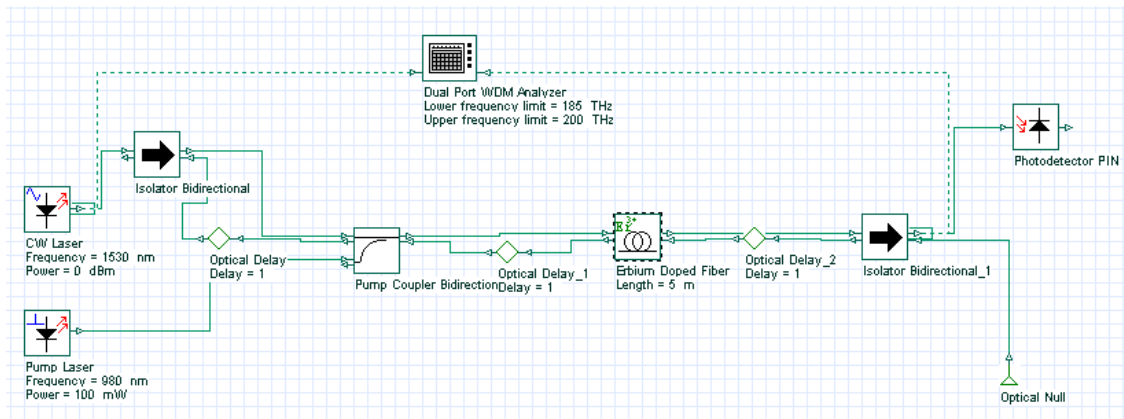 Dual Port WDM Analyzer
Lower frequency limit = 185 THz
Upper frequency limit = 200 THz
Photodetector PIN
Isolator Bidirectional
CW Laser
Frequency = 1530 nm
Power = 0 dBm
Optical Delay
Delay = 1
Pump Coupler Bidirection
Optical Delay_1
Delay = 1
Er 3+
Erbium Doped Fiber
Length = 5 m
Optical Delay_2
Delay = 1
Isolator Bidirectional_1
Pump Laser
Frequency = 980 nm
Power = 100 mW
Optical Null